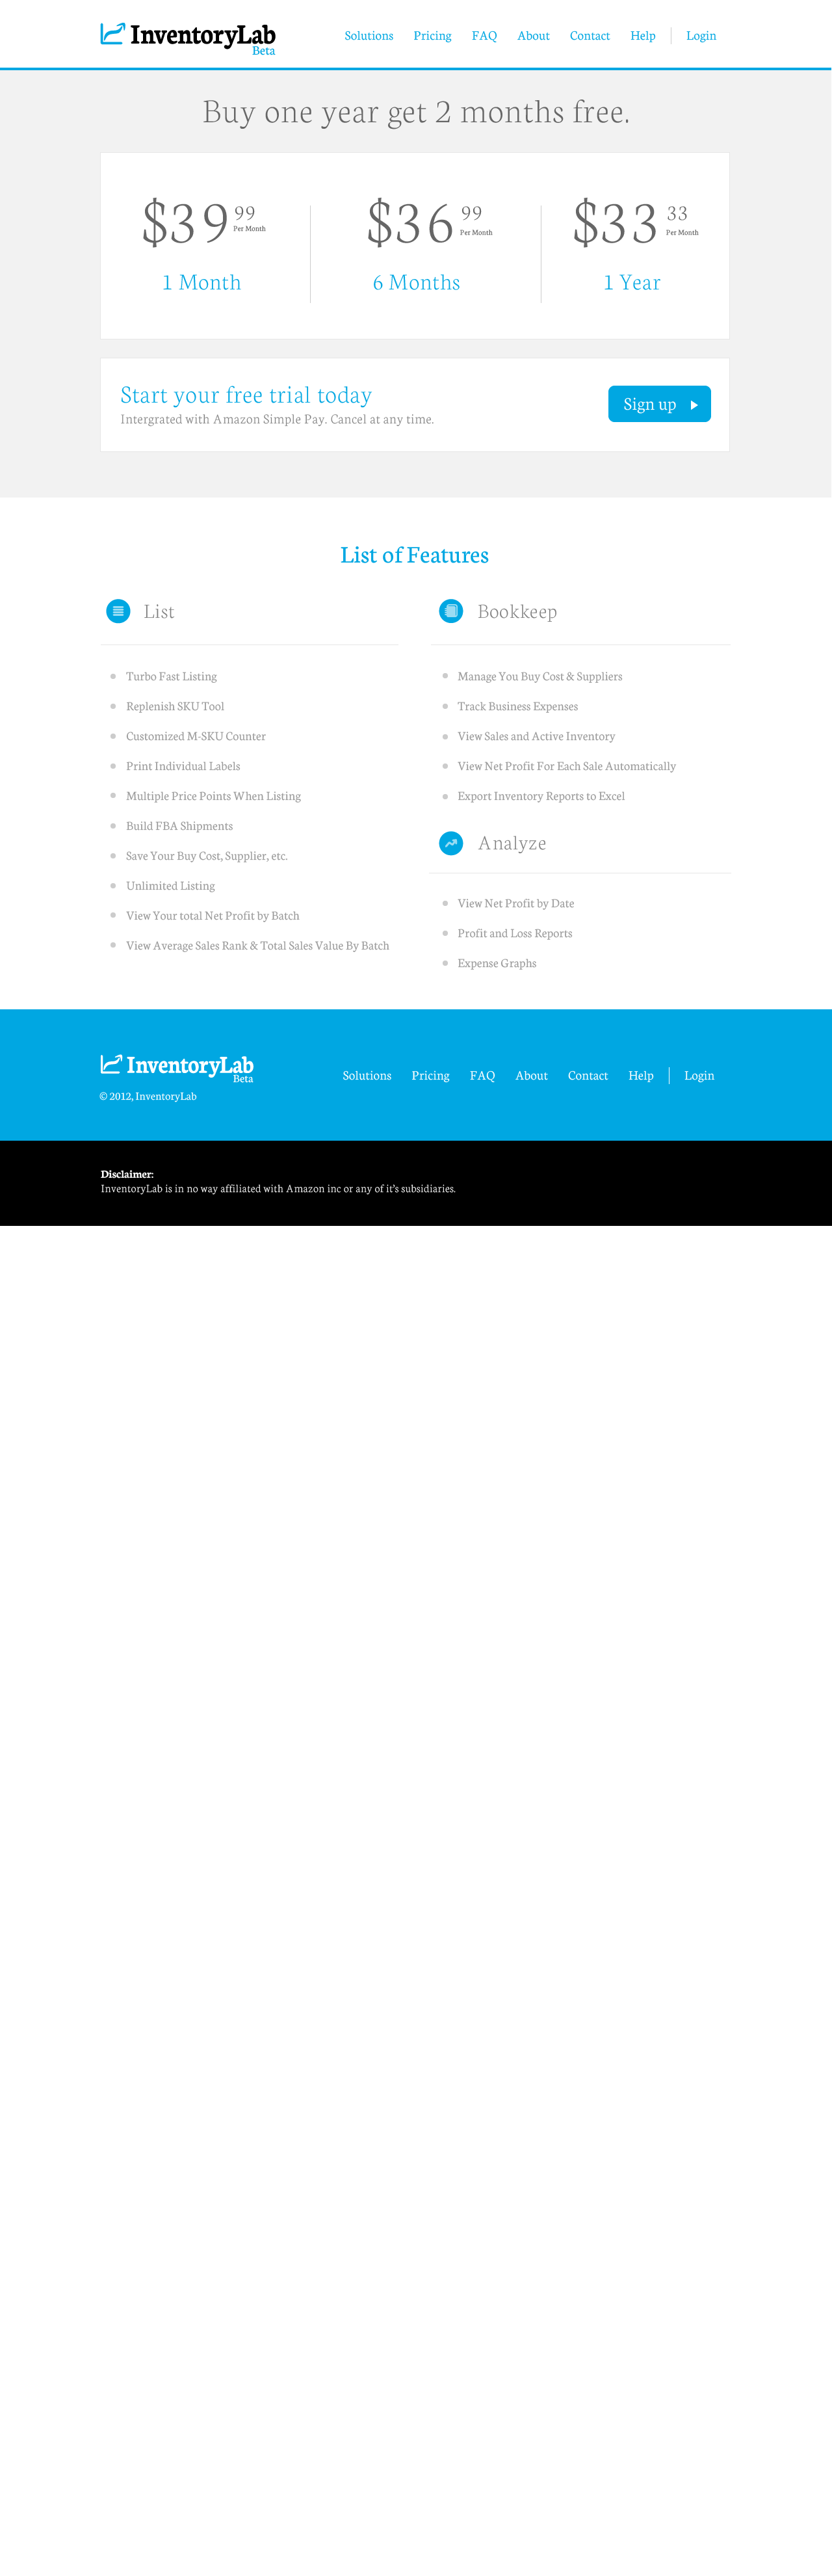 InventoryLab
Beta
Solutions Pricing FAQ About Contact Help Login
Buy one year get 2 months free.
$39 99 Per Month
1 Month
$36 99 Per Month
6 Months
$33 33 Per Month
1 Year
Start your free trial today
Intergrated with Amazon Simple Pay. Cancel at any time.
Sign up
List of Features
List
Turbo Fast Listing
Replenish SKU Tool
Customized M-SKU Counter
Print Individual Labels
Multiple Price Points When Listing
Build FBA Shipments
Save Your Buy Cost, Supplier, etc.
Unlimited Listing
View Your total Net Profit by Batch
View Average Sales Rank & Total Sales Value By Batch
Bookkeep
Manage You Buy Cost & Suppliers
Track Business Expenses
View Sales and Active Inventory
View Net Profit For Each Sale Automatically
Export Inventory Reports to Excel
Analyze
View Net Profit by Date
Profit and Loss Reports
Expense Graphs
InventoryLab
Beta
© 2012, InventoryLab
Solutions Pricing FAQ About Contact Help Login
Disclaimer:
InventoryLab is in no way affiliated with Amazon inc or any of it's subsidiaries.